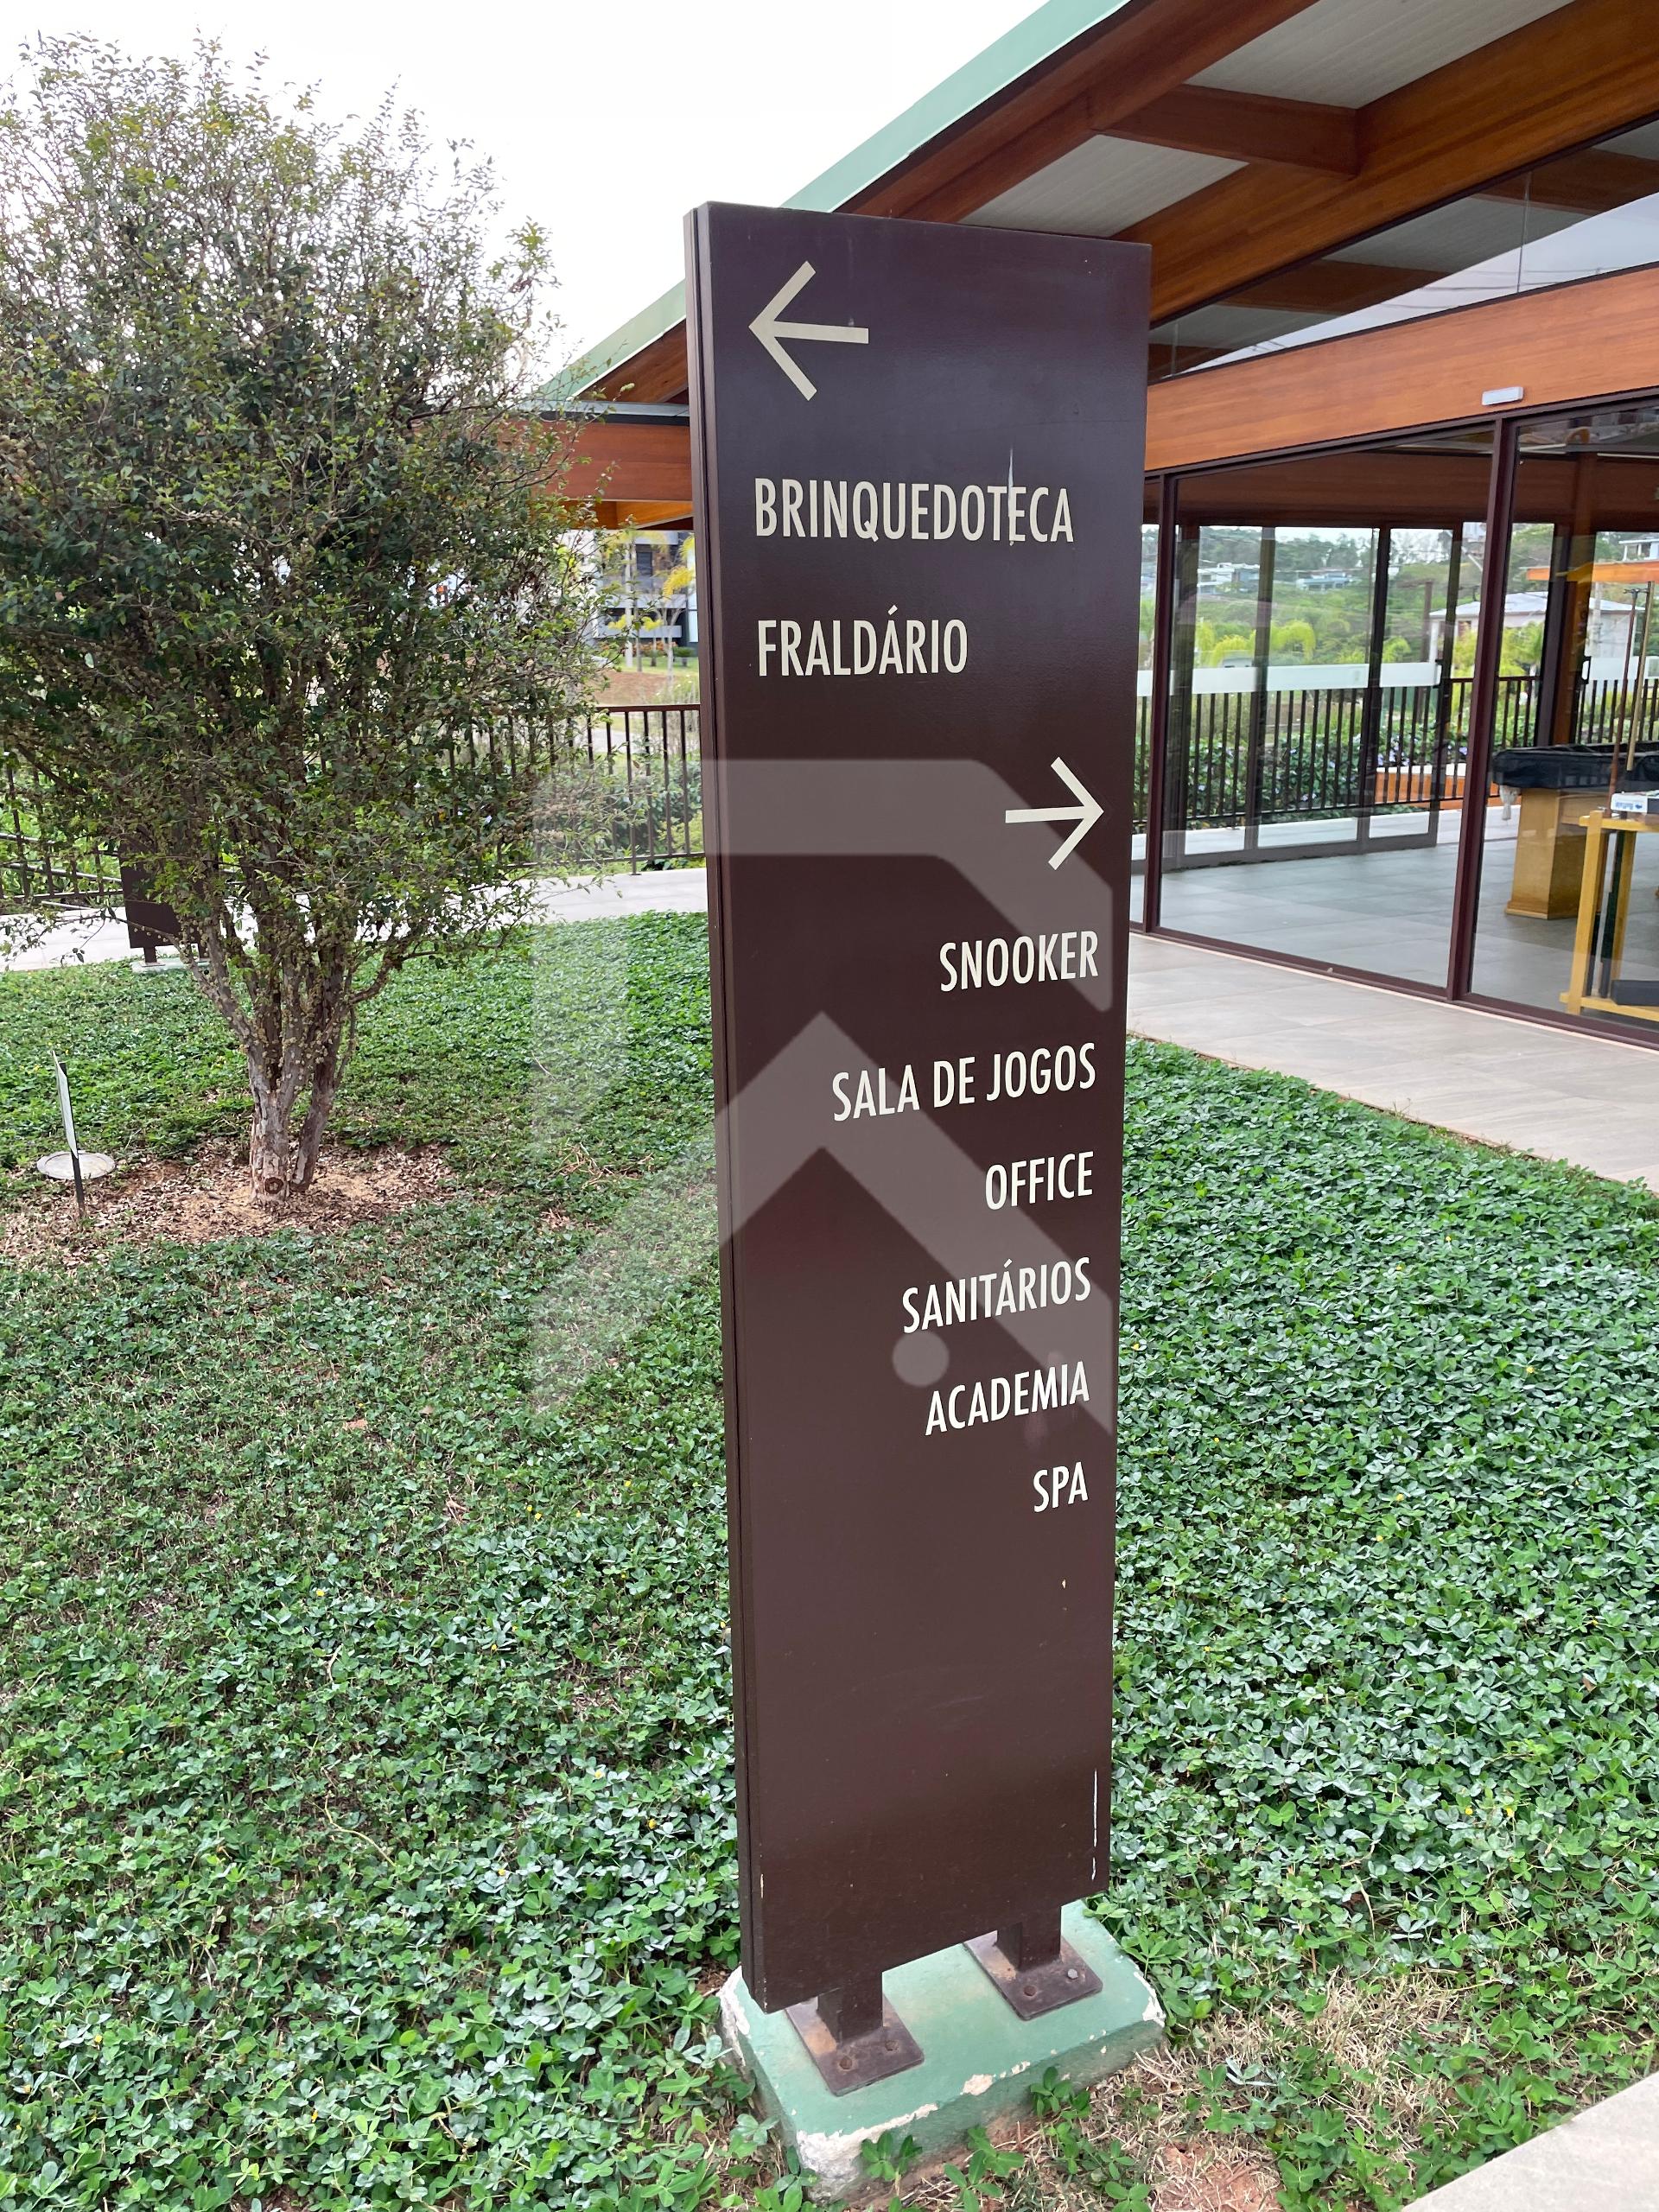 BRINQUEDOTECA
FRALDÁRIO
SNOOKER
SALA DE JOGOS
OFFICE
SANITÁRIOS
ACADEMIA
SPA